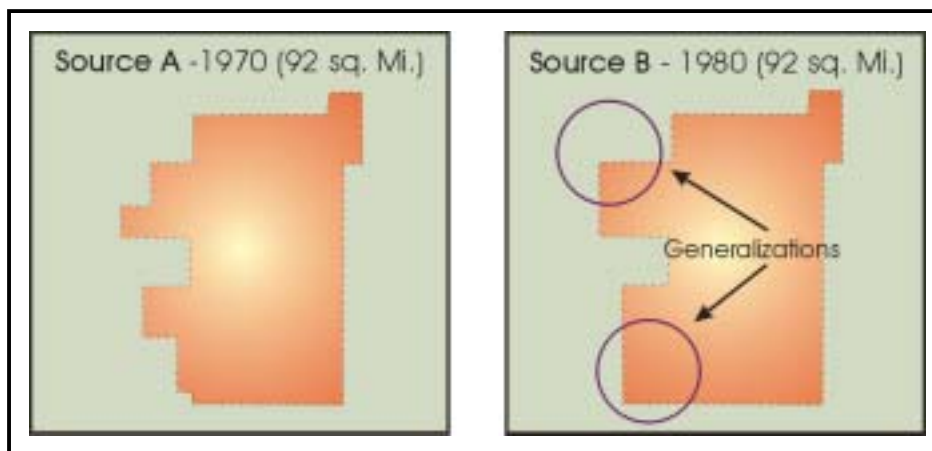 Source A -1970 (92 sq. Mi.)
Source B - 1980 (92 sq. Mi.)
Generalizations